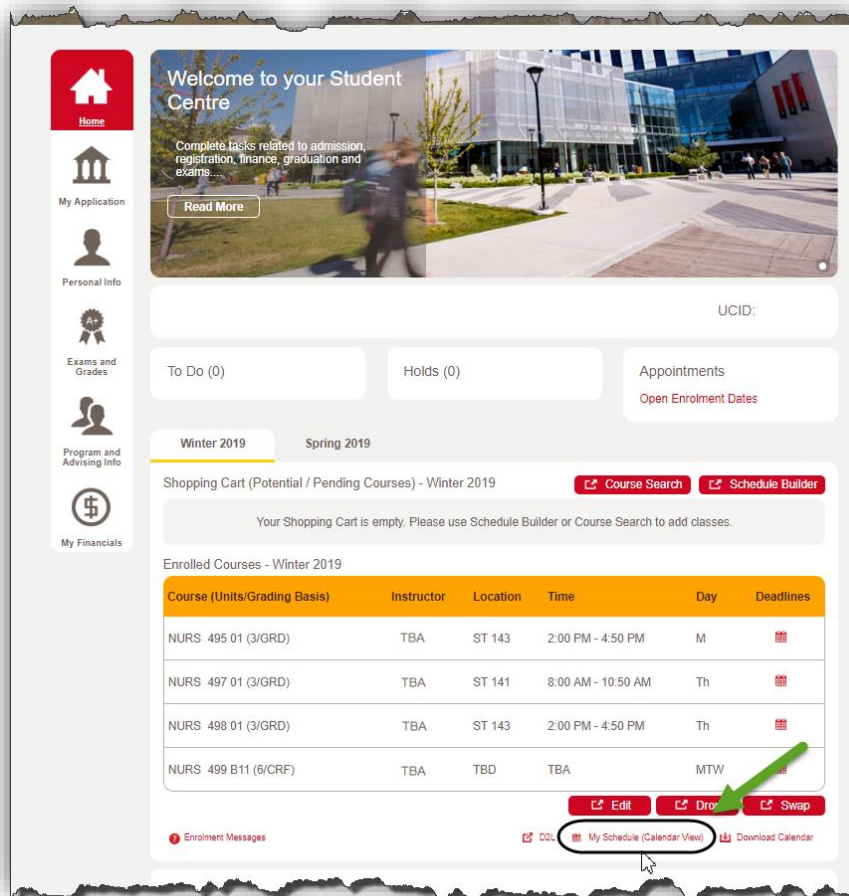 Home
My Application
Personal Info
A+
Exams and
Grades
Program and
Advising Info
$
My Financials
Welcome to your Student
Centre
Complete tasks related to admission,
registration, finance, graduation and
exams....
Read More
UCID:
To Do (0)
Holds (0)
Appointments
Open Enrolment Dates
Winter 2019
Spring 2019
Shopping Cart (Potential / Pending Courses) - Winter 2019
Course Search
Schedule Builder
Your Shopping Cart is empty. Please use Schedule Builder or Course Search to add classes.
Enrolled Courses - Winter 2019
Course (Units/Grading Basis) Instructor Location Time Day Deadlines
NURS 495 01 (3/GRD) TBA ST 143 2:00 PM - 4:50 PM M
NURS 497 01 (3/GRD) TBA ST 141 8:00 AM - 10:50 AM Th
NURS 498 01 (3/GRD) TBA ST 143 2:00 PM - 4:50 PM Th
NURS 499 B11 (6/CRF) TBA TBD TBA MTW
Edit Drop Swap
Enrolment Messages D2L My Schedule (Calendar View) Download Calendar